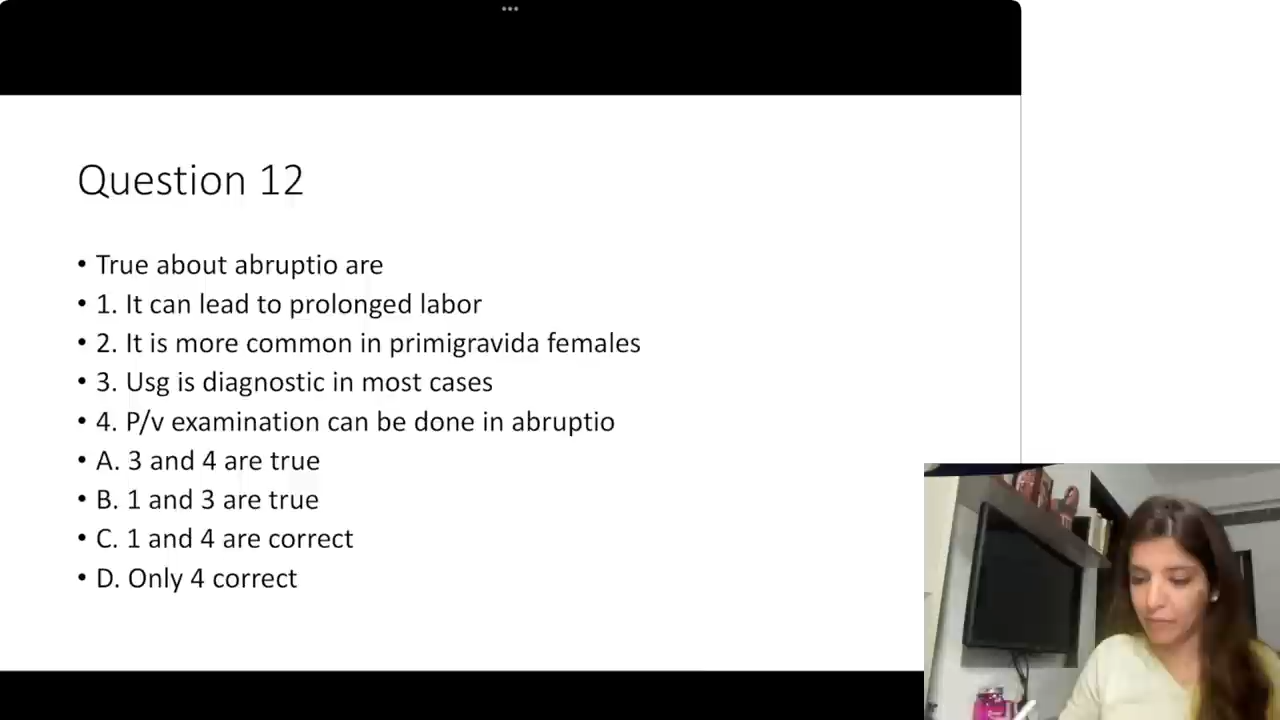 Question 12
• True about abruptio are
• 1. It can lead to prolonged labor
• 2. It is more common in primigravida females
• 3. Usg is diagnostic in most cases
• 4. P/v examination can be done in abruptio
• A. 3 and 4 are true
• B. 1 and 3 are true
• C. 1 and 4 are correct
• D. Only 4 correct